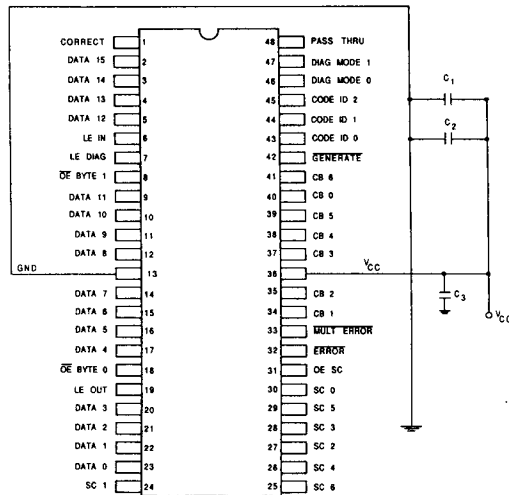 CORRECT 1 48 PASS THRU
DATA 15 2 47 DIAG MODE 1
DATA 14 3 46 DIAG MODE 0
DATA 13 4 45 CODE ID 2
DATA 12 5 44 CODE ID 1
LE IN 6 43 CODE ID 0
LE DIAG 7 42 GENERATE
OE BYTE 1 8 41 CB 6
DATA 11 9 40 CB 0
DATA 10 10 39 CB 5
DATA 9 11 38 CB 4
DATA 8 12 37 CB 3
GND 13 36 VCC
DATA 7 14 35 CB 2
DATA 6 15 34 CB 1
DATA 5 16 33 MULT ERROR
DATA 4 17 32 ERROR
OE BYTE 0 18 31 OE SC
LE OUT 19 30 SC 0
DATA 3 20 29 SC 5
DATA 2 21 28 SC 3
DATA 1 22 27 SC 2
DATA 0 23 26 SC 4
SC 1 24 25 SC 6
C1
C2
C3
VCC